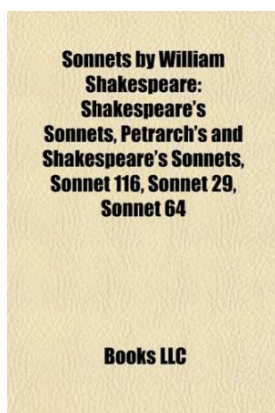 Sonnets by William
Shakespeare:
Shakespeare's
Sonnets, Petrarch's and
Shakespeare's Sonnets,
Sonnet 116, Sonnet 29,
Sonnet 64
Books LLC